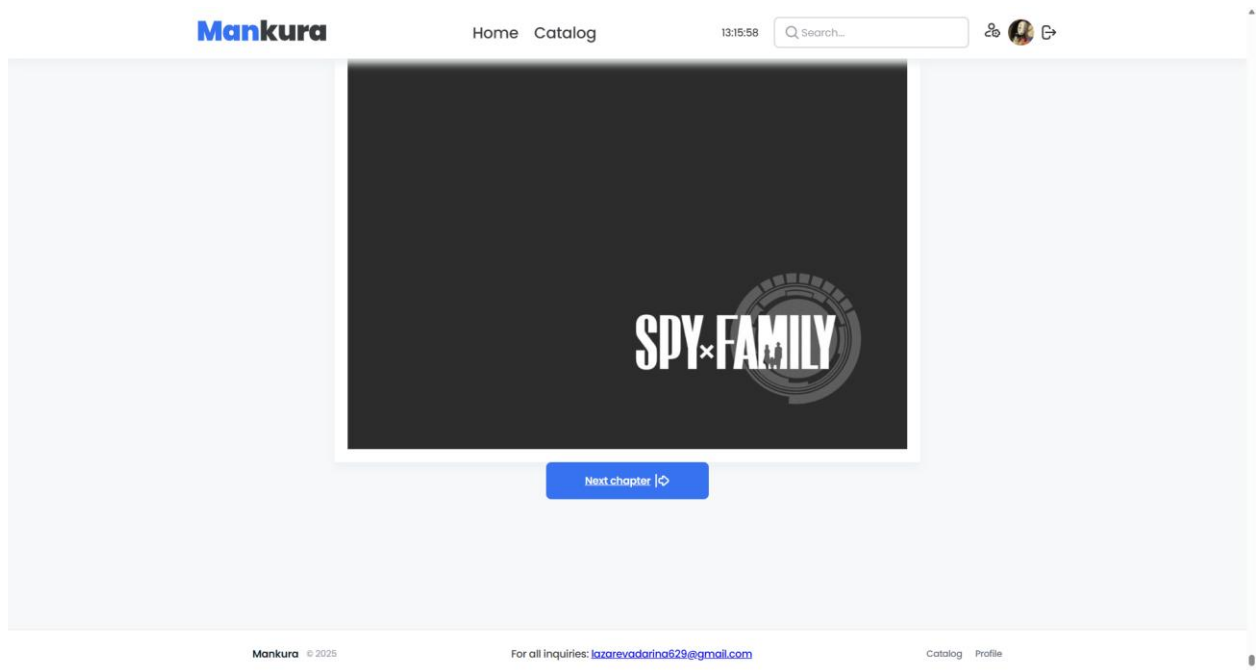 Mankura
Home Catalog
13:15:58
Search...
SPY×FAMILY
Next chapter
Mankura © 2025
For all inquiries: lazarevadarina629@gmail.com
Catalog Profile